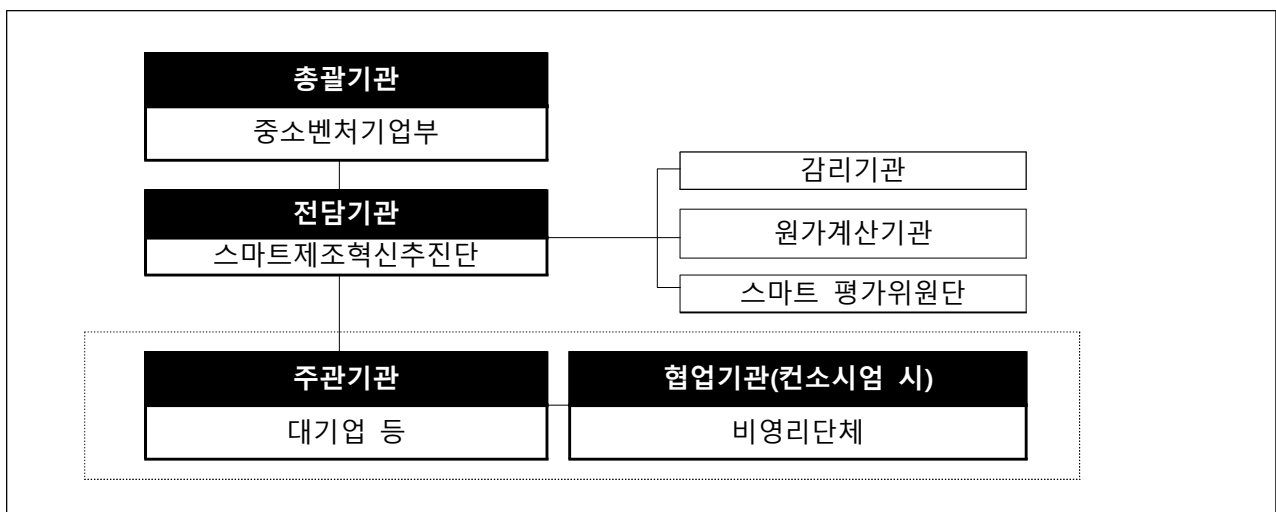 총괄기관
중소벤처기업부
전담기관
스마트제조혁신추진단
감리기관
원가계산기관
스마트 평가위원단
주관기관
대기업 등
협업기관(컨소시엄 시)
비영리단체